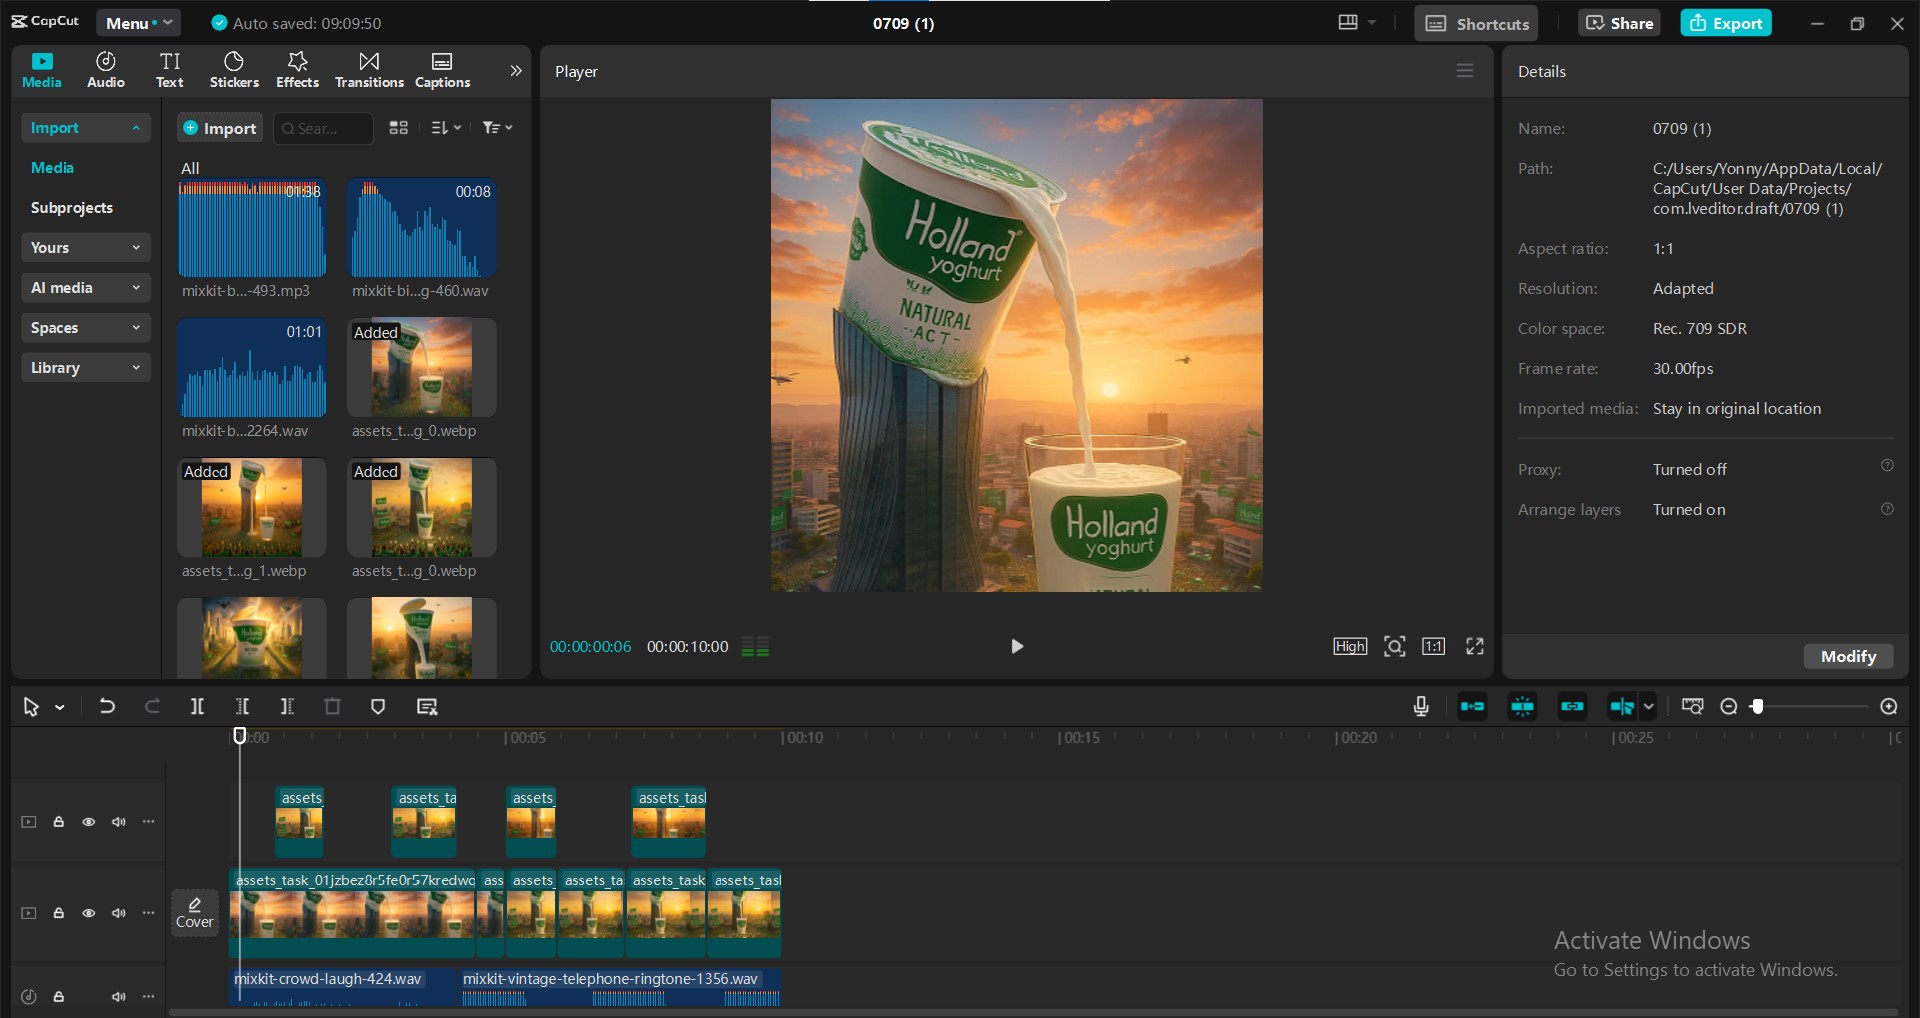 CapCut
Menu
Auto saved: 09:09:50
0709 (1)
Shortcuts
Share
Export
Media
Audio
Text
Stickers
Effects
Transitions
Captions
Import
Media
Subprojects
Yours
AI media
Spaces
Library
Import
Sear...
All
01:38
mixkit-b...-493.mp3
00:08
mixkit-bi...g-460.wav
01:01
mixkit-b...2264.wav
Added
assets_t...g_0.webp
Added
assets_t...g_1.webp
Added
assets_t...g_0.webp
Player
Holland
yoghurt
NATURAL
-ACT-
Holland
yoghurt
00:00:00:06
00:00:10:00
High
1:1
Details
Name: 0709 (1)
Path: C:/Users/Yonny/AppData/Local/
CapCut/User Data/Projects/
com.lveditor.draft/0709 (1)
Aspect ratio: 1:1
Resolution: Adapted
Color space: Rec. 709 SDR
Frame rate: 30.00fps
Imported media: Stay in original location
Proxy: Turned off
Arrange layers Turned on
Modify
:00
00:05
00:10
00:15
00:20
00:25
assets_
assets_ta
assets_
assets_task
Cover
assets_task_01jzbez8r5fe0r57kredwq
ass
assets_
assets_ta
assets_task
assets_task
mixkit-crowd-laugh-424.wav
mixkit-vintage-telephone-ringtone-1356.wav
Activate Windows
Go to Settings to activate Windows.